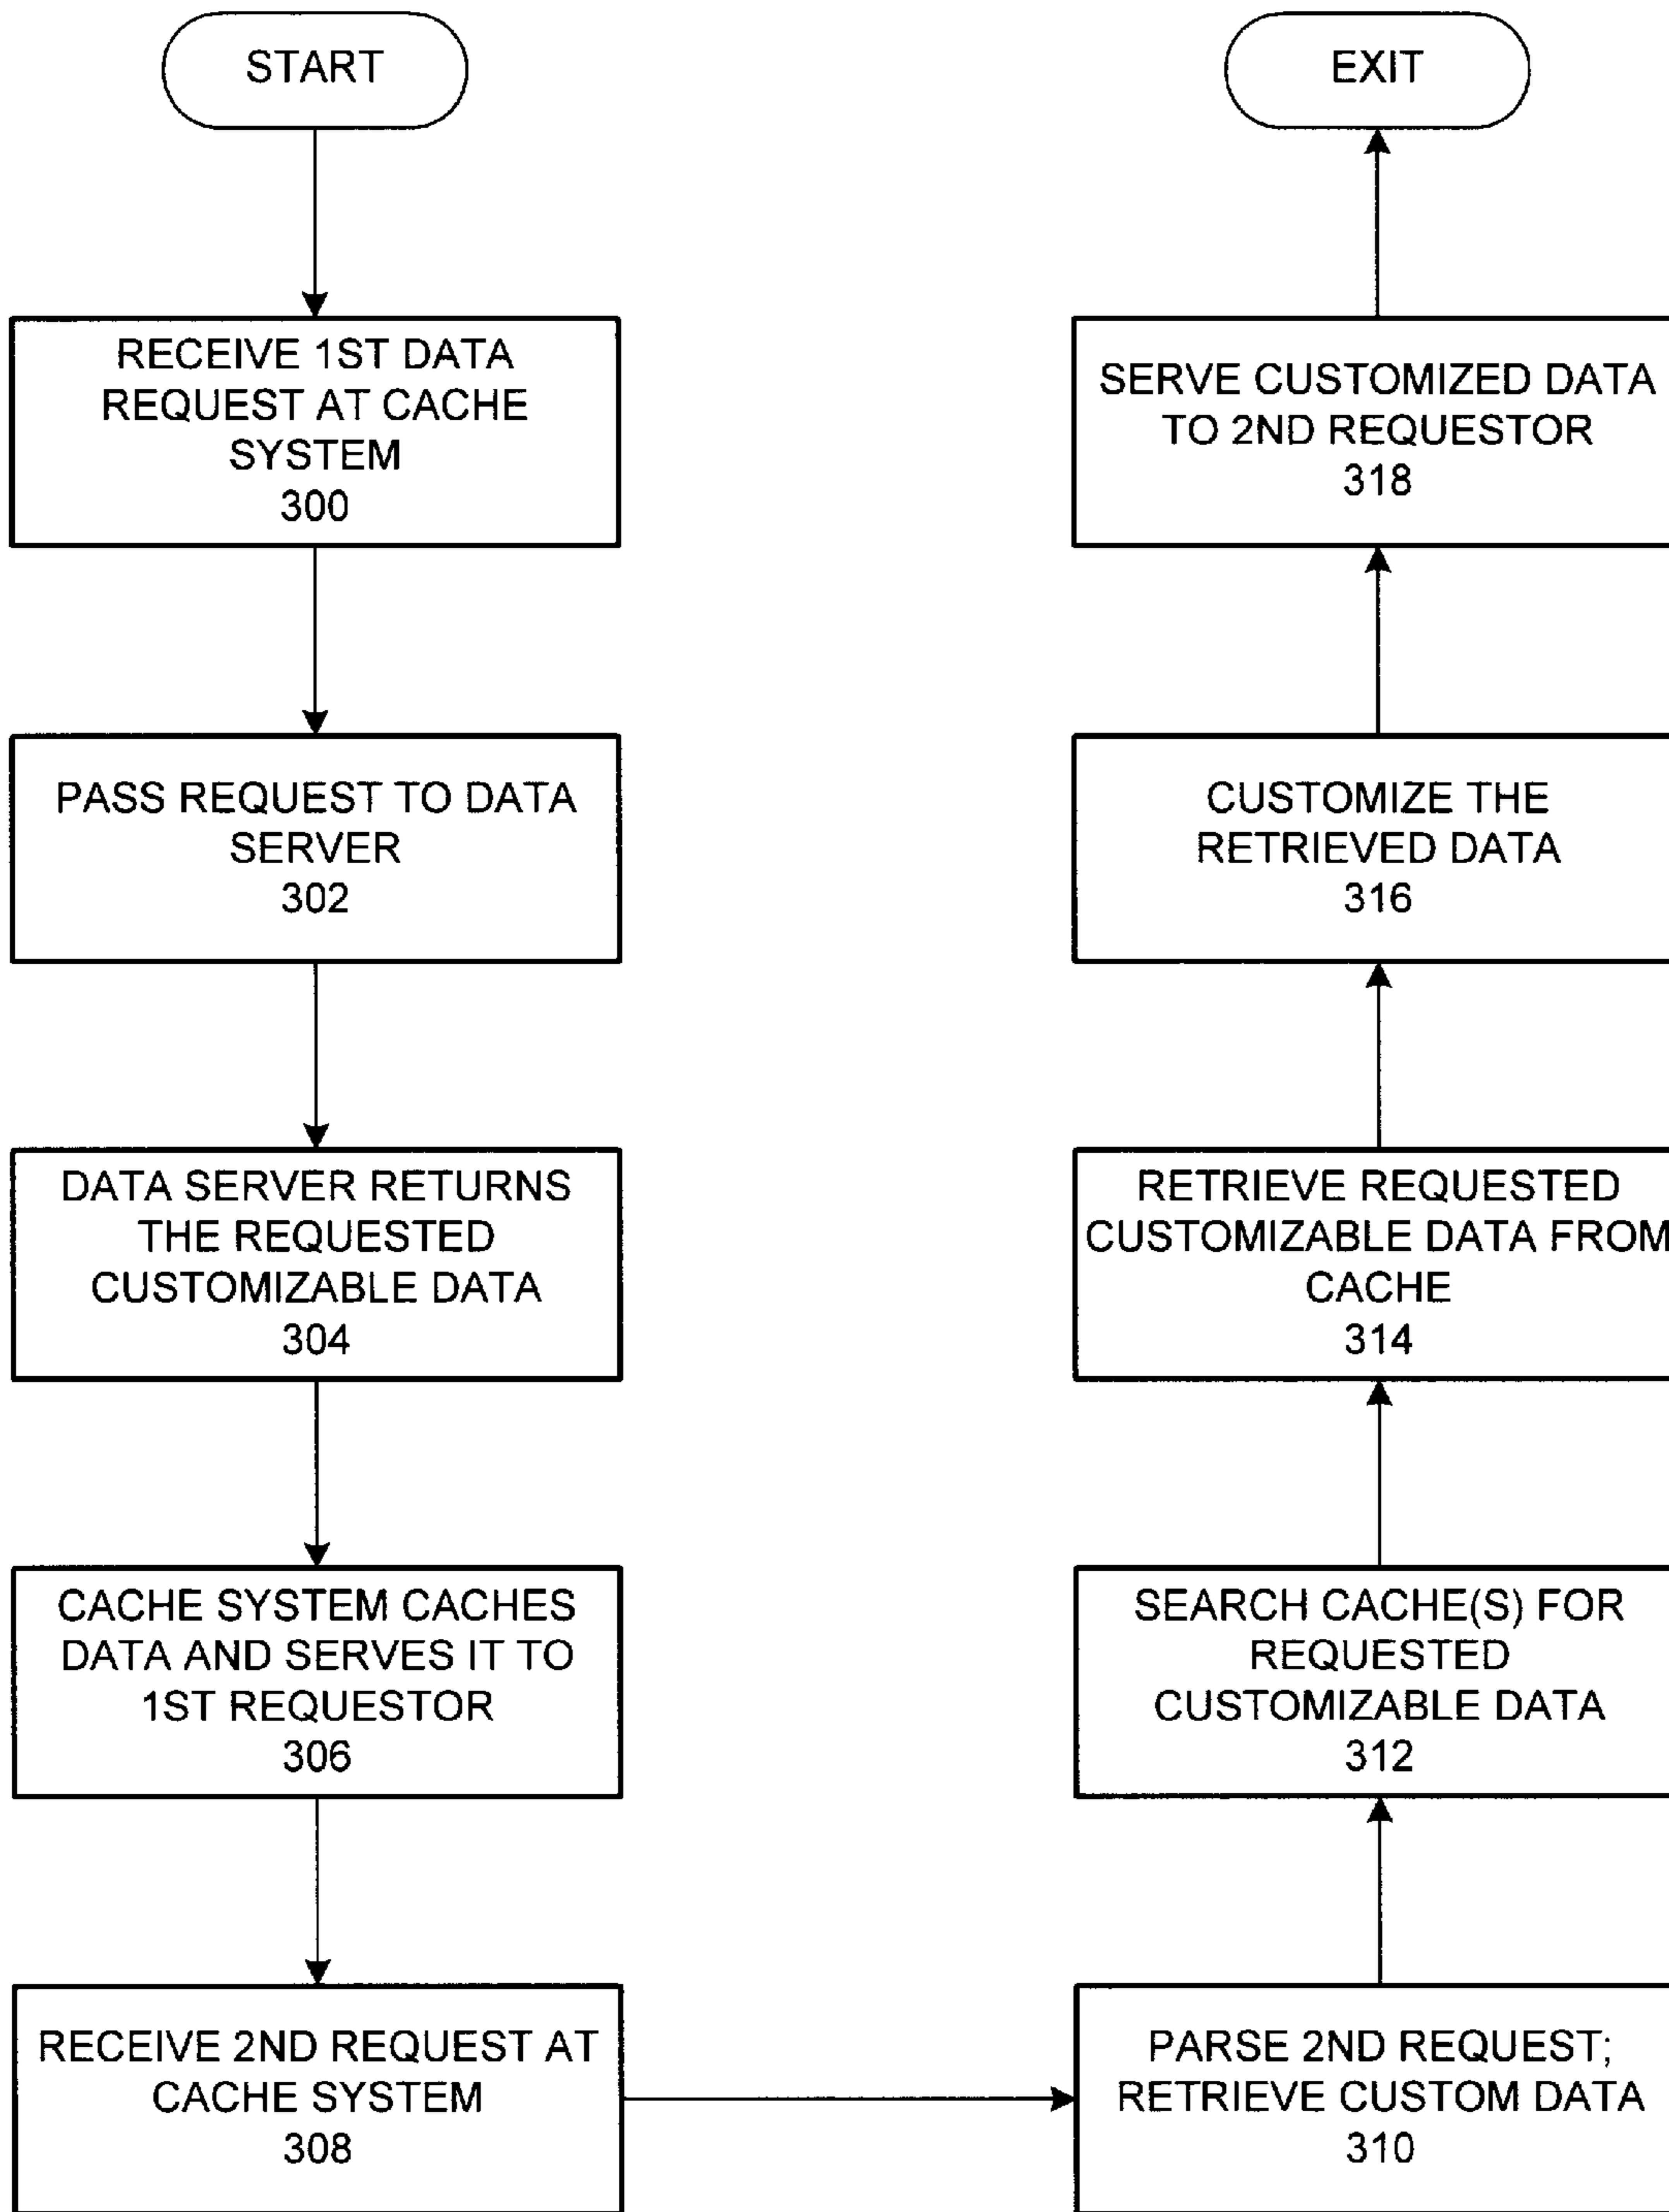 START
RECEIVE 1ST DATA
REQUEST AT CACHE
SYSTEM
300
PASS REQUEST TO DATA
SERVER
302
DATA SERVER RETURNS
THE REQUESTED
CUSTOMIZABLE DATA
304
CACHE SYSTEM CACHES
DATA AND SERVES IT TO
1ST REQUESTOR
306
RECEIVE 2ND REQUEST AT
CACHE SYSTEM
308
PARSE 2ND REQUEST;
RETRIEVE CUSTOM DATA
310
SEARCH CACHE(S) FOR
REQUESTED
CUSTOMIZABLE DATA
312
RETRIEVE REQUESTED
CUSTOMIZABLE DATA FROM
CACHE
314
CUSTOMIZE THE
RETRIEVED DATA
316
SERVE CUSTOMIZED DATA
TO 2ND REQUESTOR
318
EXIT